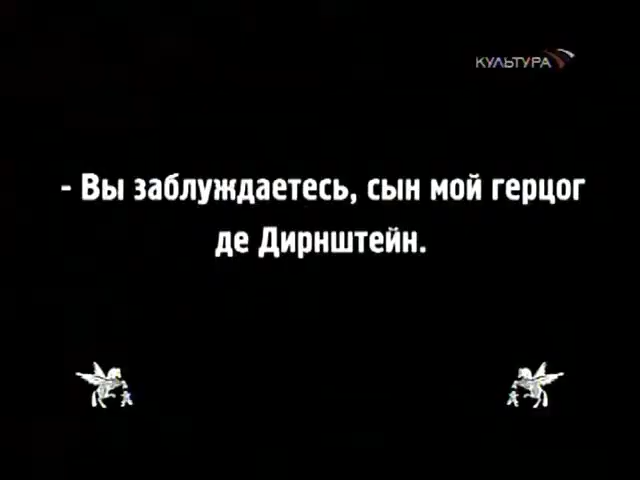 КУЛЬТУРА
- Вы заблуждаетесь, сын мой герцог
де Дирнштейн.